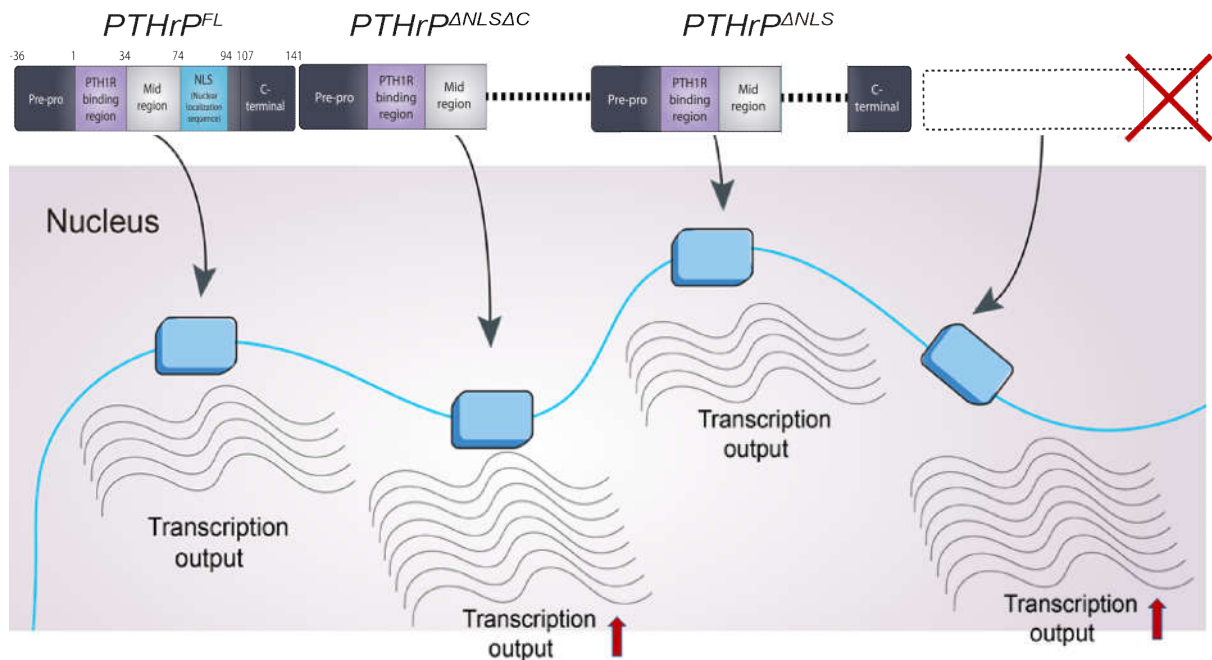 PTHrP^FL PTHrP^ΔNLSΔC PTHrP^ΔNLS
-36 1 34 74 94 107 141
Pre-pro
PTH1R
binding
region
Mid
region
NLS
(Nuclear
localization
sequence)
C-
terminal
Pre-pro
PTH1R
binding
region
Mid
region
Pre-pro
PTH1R
binding
region
Mid
region
C-
terminal
Nucleus
Transcription
output
Transcription
output
Transcription
output
Transcription
output